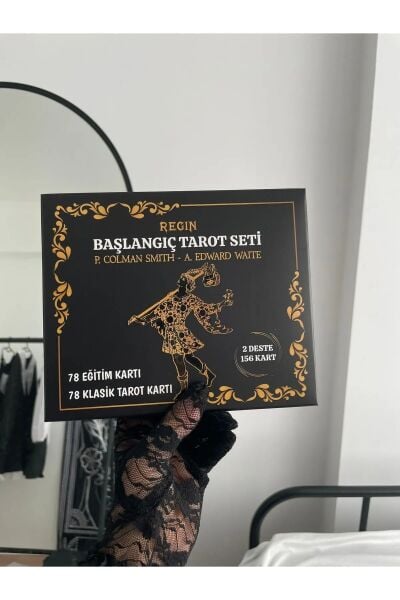 REGIN
BAŞLANGIÇ TAROT SETİ
P. COLMAN SMITH - A. EDWARD WAITE
2 DESTE
156 KART
78 EĞİTİM KARTI
78 KLASİK TAROT KARTI